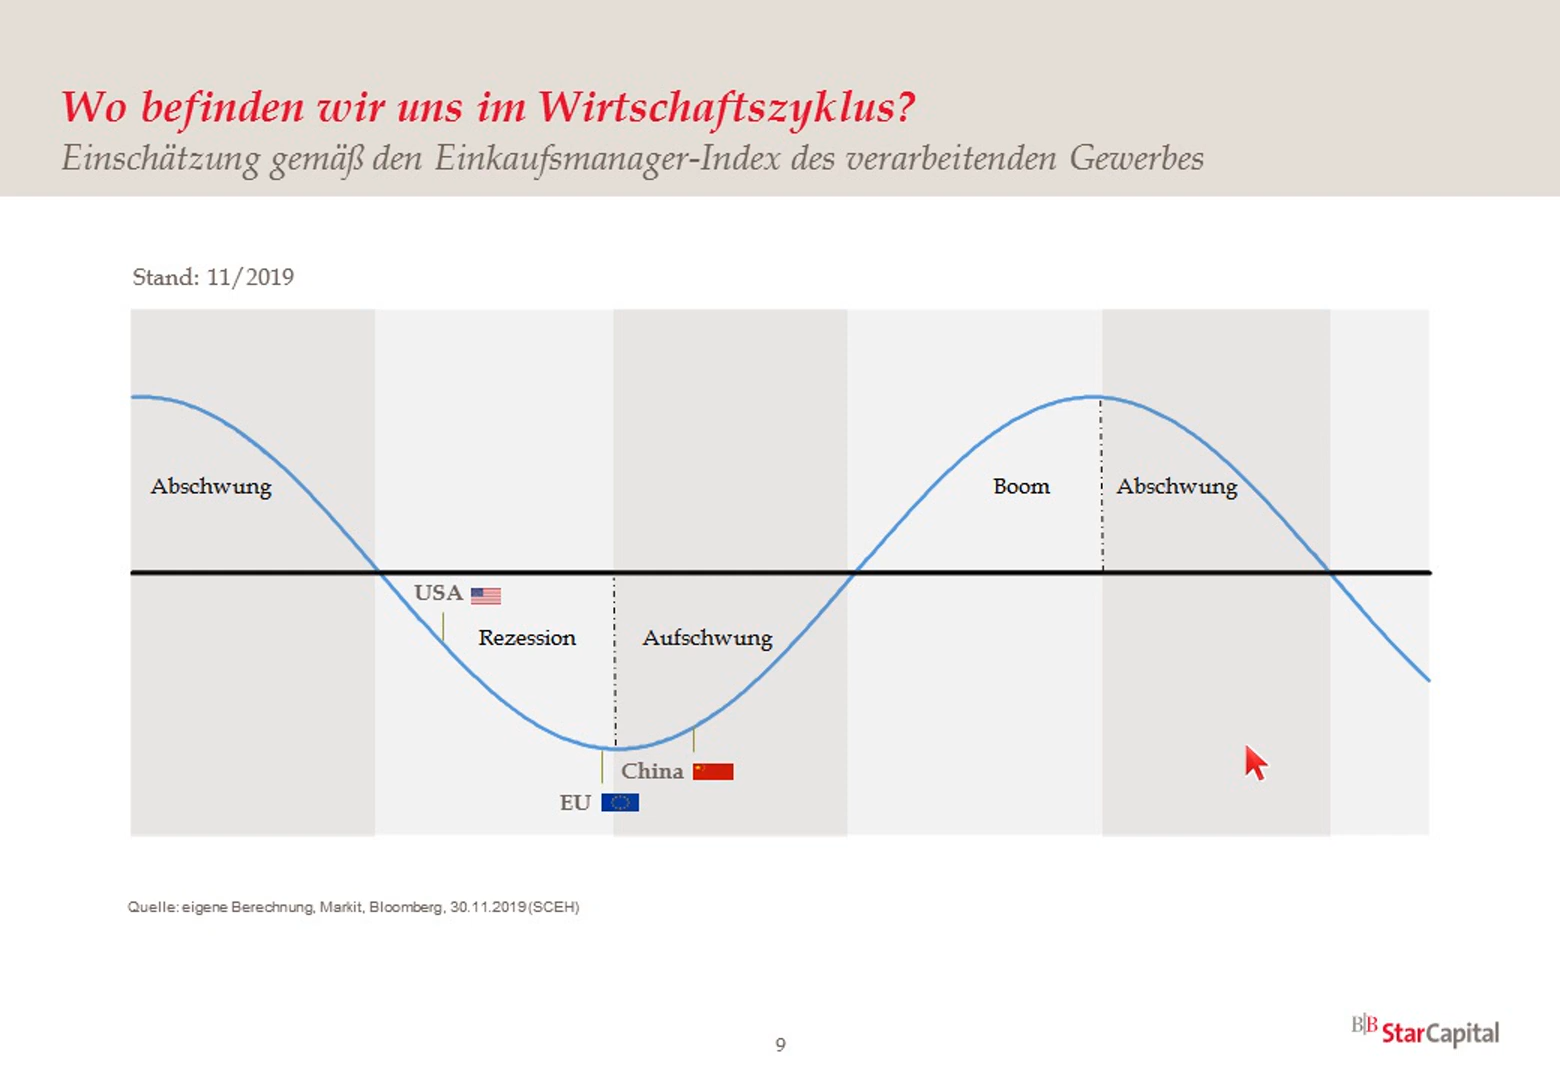 Wo befinden wir uns im Wirtschaftszyklus?
Einschätzung gemäß den Einkaufsmanager-Index des verarbeitenden Gewerbes
Stand: 11/2019
Abschwung
Boom
Abschwung
USA
Rezession
Aufschwung
China
EU
Quelle: eigene Berechnung, Markit, Bloomberg, 30.11.2019 (SCEH)
9
B|B StarCapital